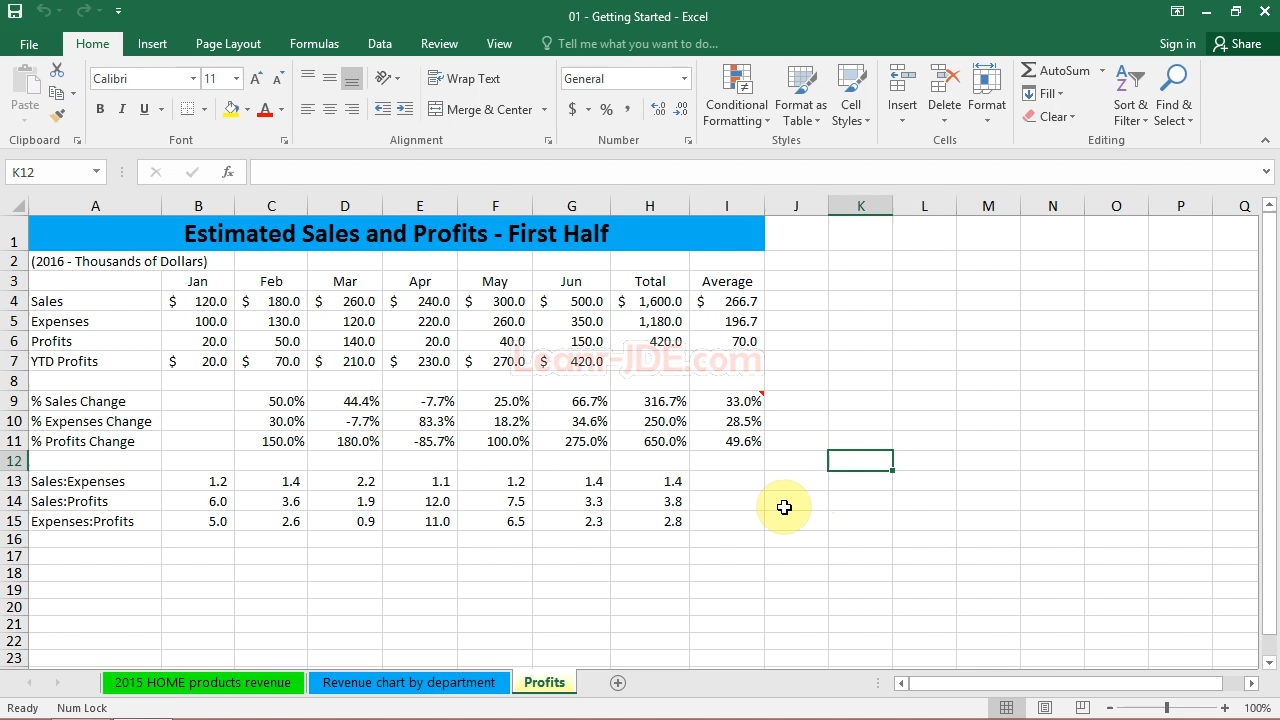 01 - Getting Started - Excel
File Home Insert Page Layout Formulas Data Review View Tell me what you want to do... Sign in Share
Calibri 11 Wrap Text General AutoSum
Paste B I U A Merge & Center $ % , Conditional Formatting Format as Table Cell Styles Insert Delete Format Fill Clear Sort & Filter Find & Select
Clipboard Font Alignment Number Styles Cells Editing
K12 fx
A B C D E F G H I J K L M N O P Q
1 Estimated Sales and Profits - First Half
2 (2016 - Thousands of Dollars)
3 Jan Feb Mar Apr May Jun Total Average
4 Sales $ 120.0 $ 180.0 $ 260.0 $ 240.0 $ 300.0 $ 500.0 $ 1,600.0 $ 266.7
5 Expenses 100.0 130.0 120.0 220.0 260.0 350.0 1,180.0 196.7
6 Profits 20.0 50.0 140.0 20.0 40.0 150.0 420.0 70.0
Leanr-JDE.com
7 YTD Profits $ 20.0 $ 70.0 $ 210.0 $ 230.0 $ 270.0 $ 420.0
8
9 % Sales Change 50.0% 44.4% -7.7% 25.0% 66.7% 316.7% 33.0%
10 % Expenses Change 30.0% -7.7% 83.3% 18.2% 34.6% 250.0% 28.5%
11 % Profits Change 150.0% 180.0% -85.7% 100.0% 275.0% 650.0% 49.6%
12
13 Sales:Expenses 1.2 1.4 2.2 1.1 1.2 1.4 1.4
14 Sales:Profits 6.0 3.6 1.9 12.0 7.5 3.3 3.8
15 Expenses:Profits 5.0 2.6 0.9 11.0 6.5 2.3 2.8
16
17
18
19
20
21
22
23
2015 HOME products revenue Revenue chart by department Profits
Ready Num Lock 100%